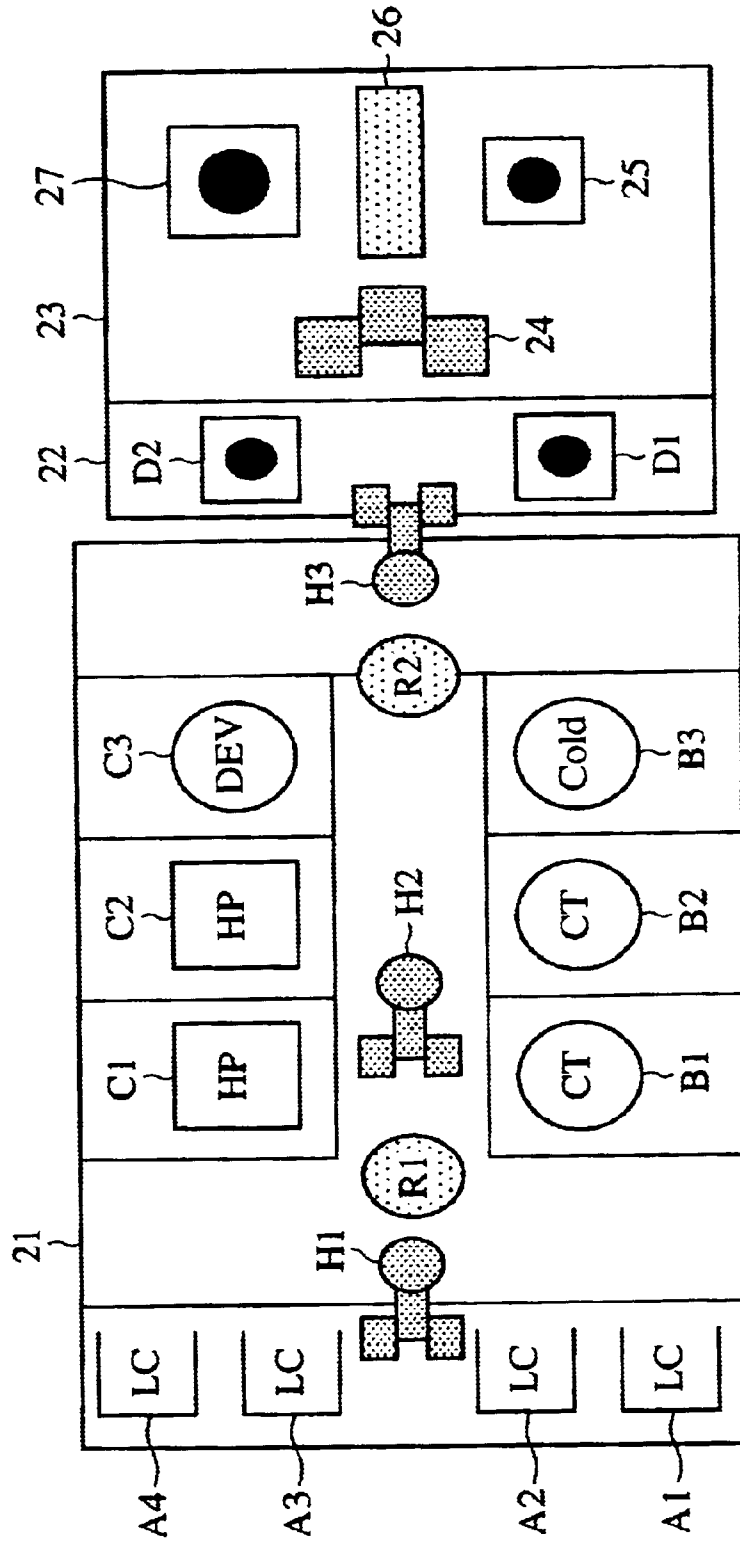 21
22
23
27
26
C1
C2
C3
D2
HP
HP
DEV
A4
LC
A3
LC
H1
R1
H2
R2
H3
24
25
A2
LC
A1
LC
CT
CT
Cold
B1
B2
B3
D1